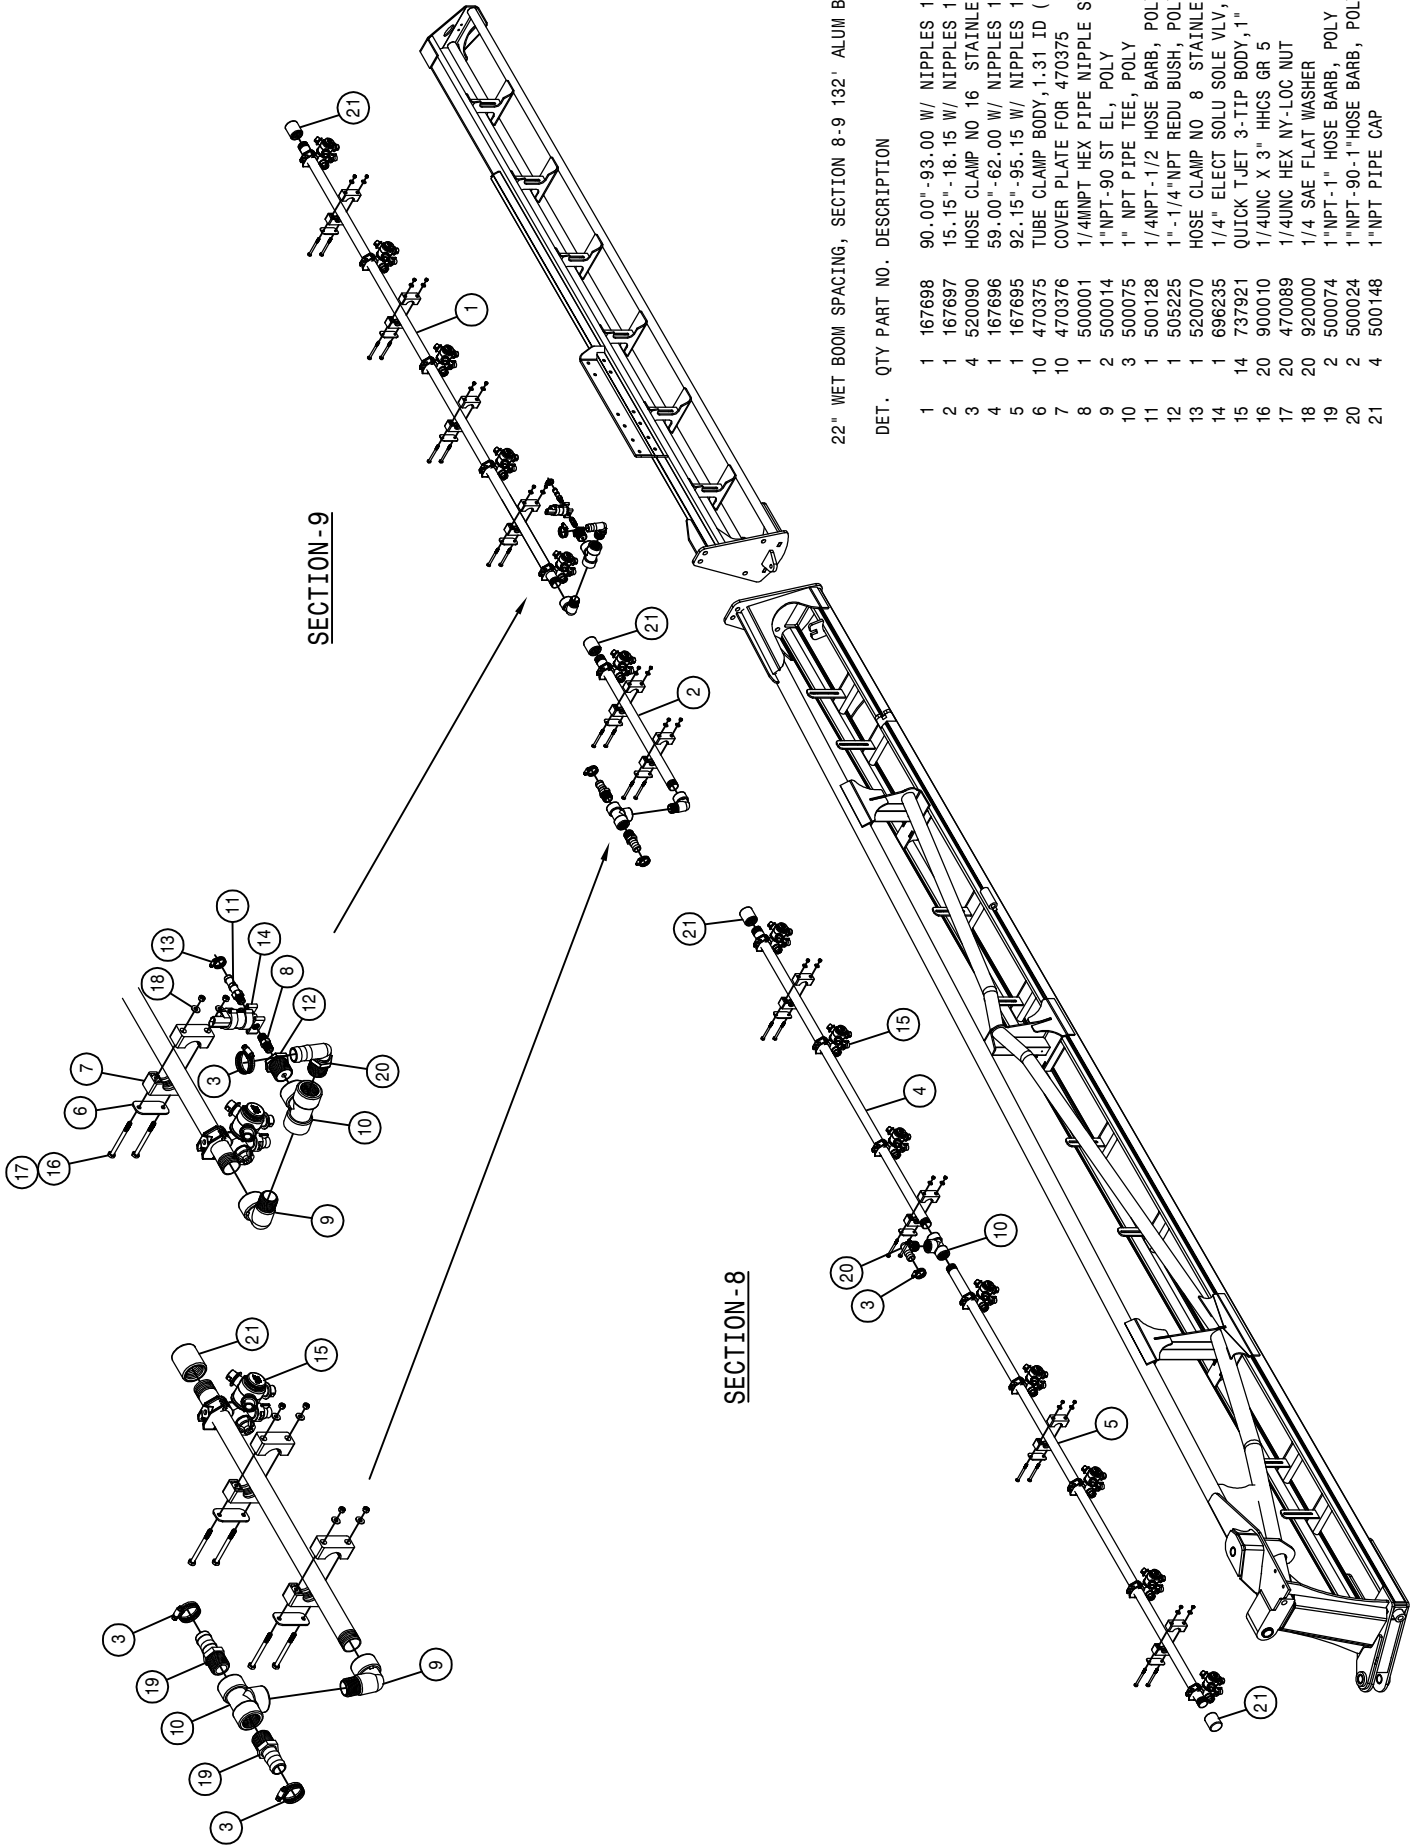 22" WET BOOM SPACING, SECTION 8-9 132' ALUM B
DET. QTY PART NO. DESCRIPTION
1 1 167698 90.00"-93.00 W/ NIPPLES 1
2 1 167697 15.15"-18.15 W/ NIPPLES 1
3 4 520090 HOSE CLAMP NO 16 STAINLE
4 1 167696 59.00"-62.00 W/ NIPPLES 1
5 1 167695 92.15"-95.15 W/ NIPPLES 1
6 10 470375 TUBE CLAMP BODY,1.31 ID (
7 10 470376 COVER PLATE FOR 470375
8 1 500001 1/4MNPT HEX PIPE NIPPLE S
9 2 500014 1"NPT-90 ST EL, POLY
10 3 500075 1" NPT PIPE TEE, POLY
11 1 500128 1/4NPT-1/2 HOSE BARB, POL
12 1 505225 1"-1/4"NPT REDU BUSH, POL
13 1 520070 HOSE CLAMP NO 8 STAINLE
14 1 696235 1/4" ELECT SOLU SOLE VLV,
15 14 737921 QUICK TJET 3-TIP BODY,1"
16 20 900010 1/4UNC X 3" HHCS GR 5
17 20 470089 1/4UNC HEX NY-LOC NUT
18 20 920000 1/4 SAE FLAT WASHER
19 2 500074 1"NPT-1" HOSE BARB, POLY
20 2 500024 1"NPT-90-1"HOSE BARB, POL
21 4 500148 1"NPT PIPE CAP
SECTION-9
21
1
21
2
13
11
14
18
8
12
7
3
20
6
10
17
16
9
SECTION-8
21
15
4
20
10
3
5
21
21
15
3
19
9
10
19
3